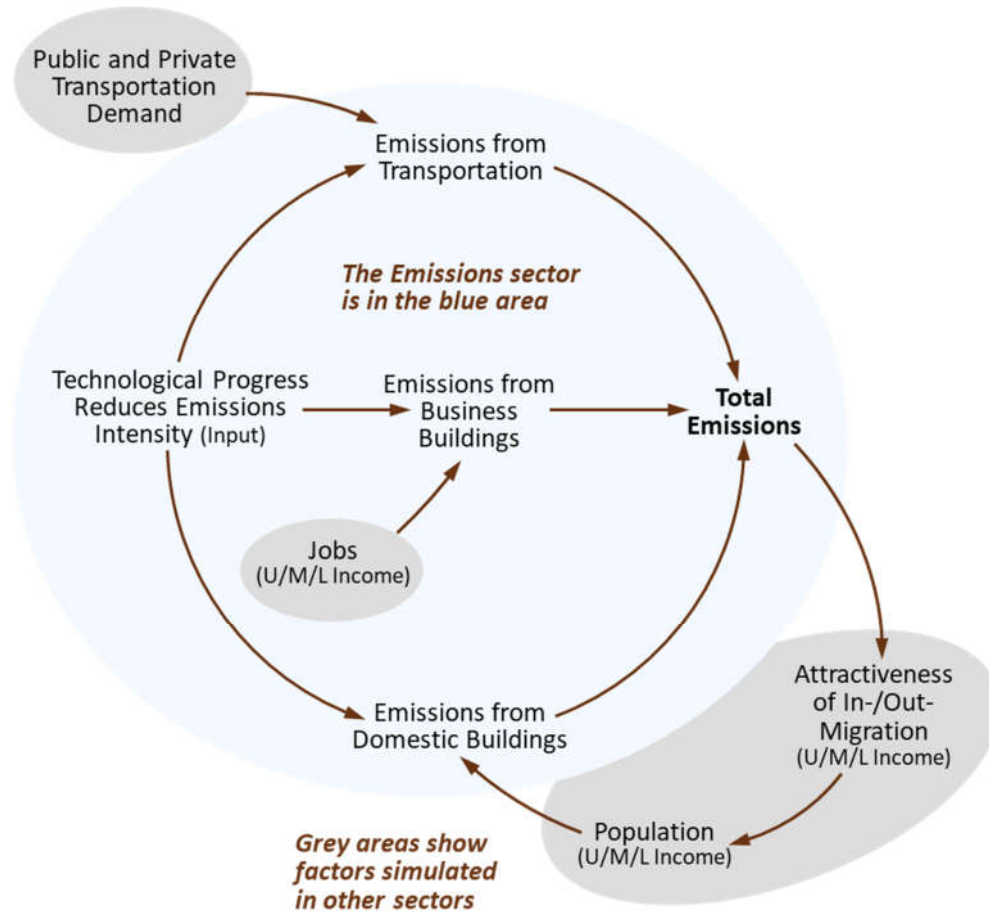 Public and Private
Transportation
Demand
Emissions from
Transportation
The Emissions sector
is in the blue area
Technological Progress
Reduces Emissions
Intensity (Input)
Emissions from
Business
Buildings
Total
Emissions
Jobs
(U/M/L Income)
Attractiveness
of In-/Out-
Migration
(U/M/L Income)
Emissions from
Domestic Buildings
Population
(U/M/L Income)
Grey areas show
factors simulated
in other sectors